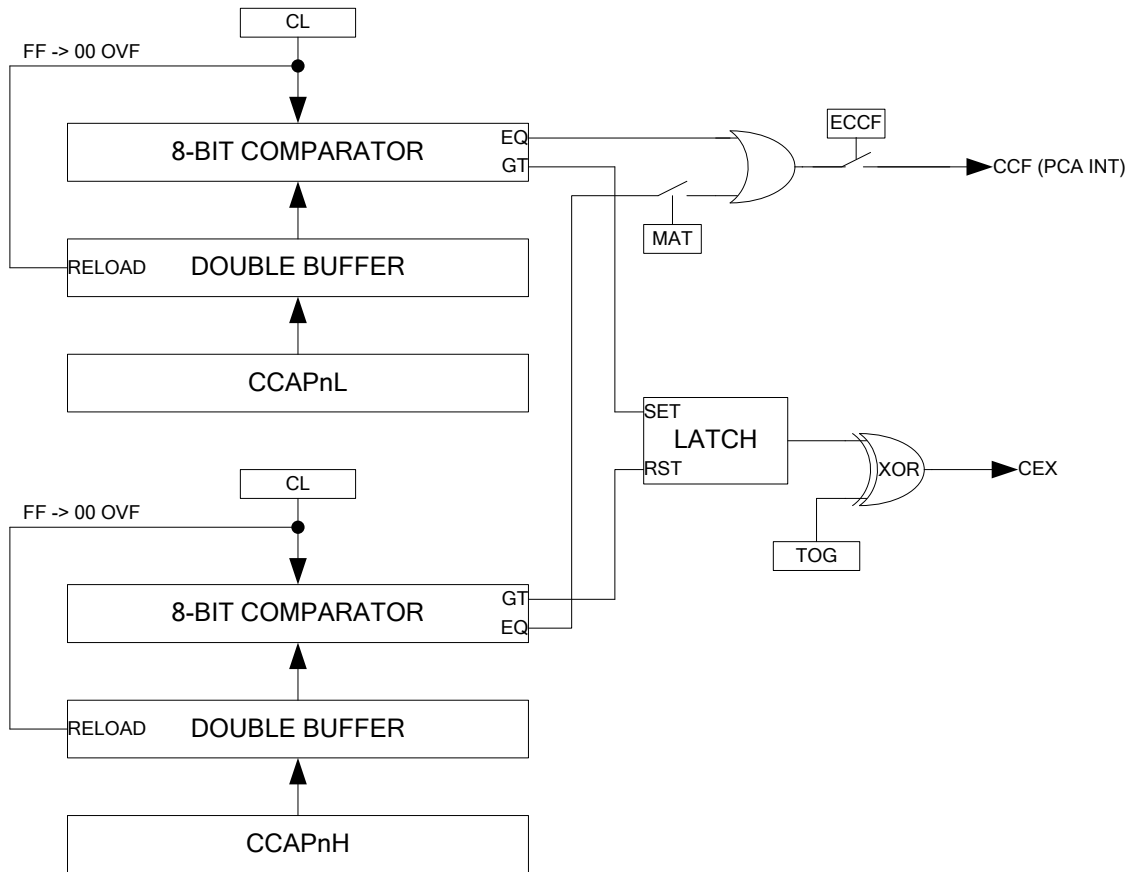 CL
FF -> 00 OVF
8-BIT COMPARATOR
EQ
GT
ECCF
CCF (PCA INT)
MAT
RELOAD
DOUBLE BUFFER
CCAPnL
SET
LATCH
RST
XOR
CEX
TOG
CL
FF -> 00 OVF
8-BIT COMPARATOR
GT
EQ
RELOAD
DOUBLE BUFFER
CCAPnH